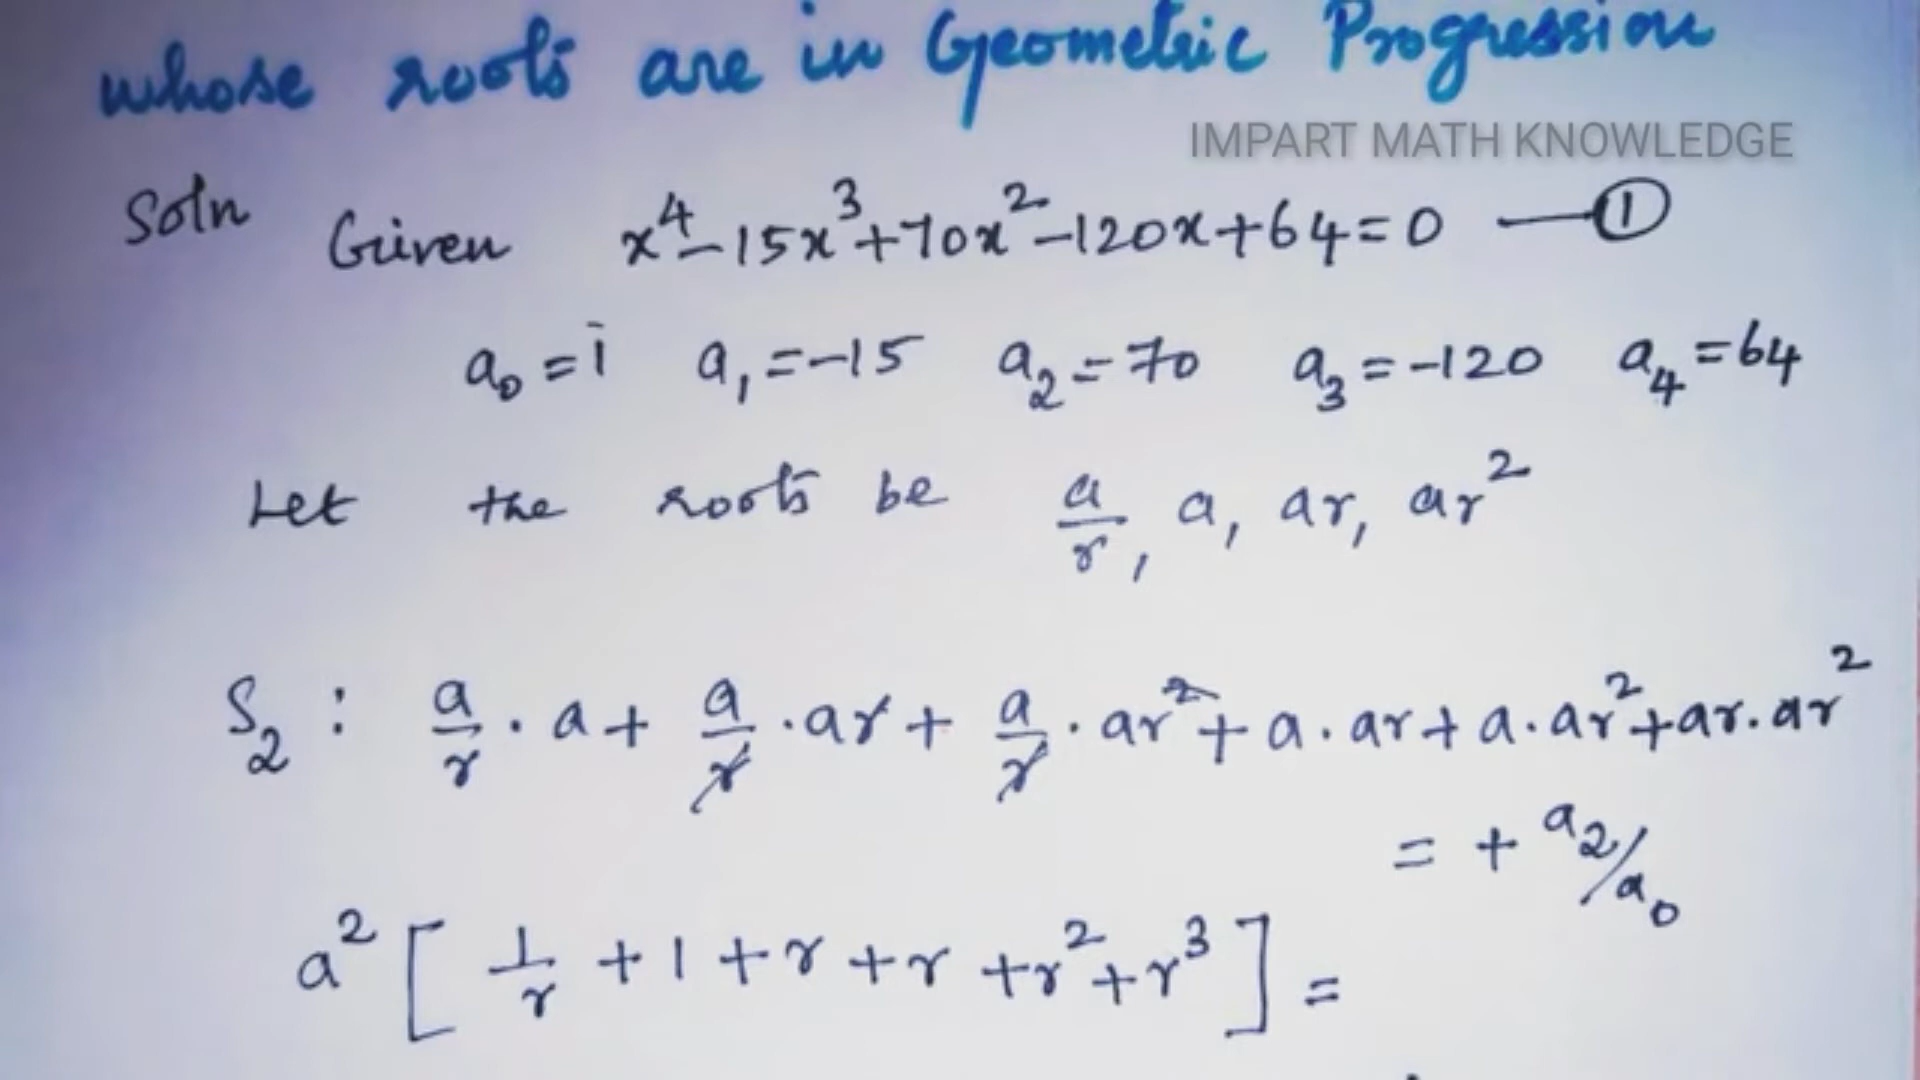 whose roots are in Geometric Progression
IMPART MATH KNOWLEDGE
Soln Given x⁴-15x³+70x²-120x+64=0 —①
a₀=1 a₁=-15 a₂=70 a₃=-120 a₄=64
Let the roots be a/r, a, ar, ar²
S₂ : a/r · a + a/r · ar + a/r · ar² + a · ar + a · ar² + ar · ar²
= + a₂/a₀
a² [ 1/r + 1 + r + r + r² + r³ ] =